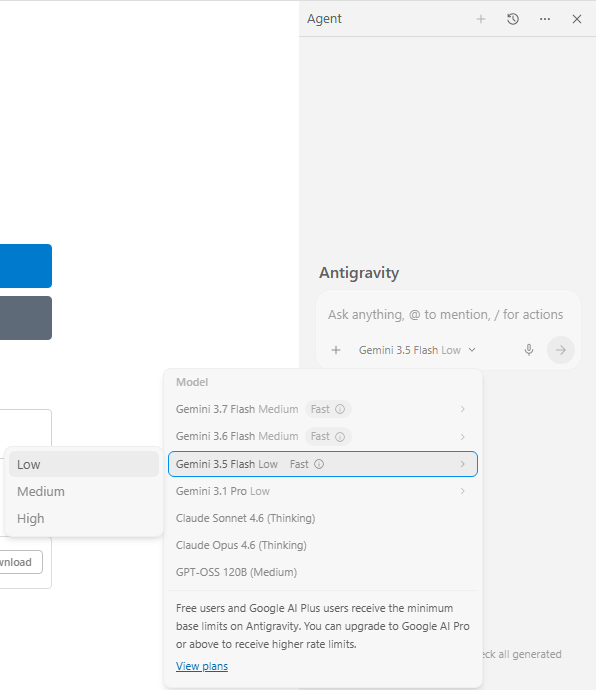 Agent
Antigravity
Ask anything, @ to mention, / for actions
Gemini 3.5 Flash Low
Model
Gemini 3.7 Flash Medium Fast
Gemini 3.6 Flash Medium Fast
Gemini 3.5 Flash Low Fast
Gemini 3.1 Pro Low
Claude Sonnet 4.6 (Thinking)
Claude Opus 4.6 (Thinking)
GPT-OSS 120B (Medium)
Low
Medium
High
wnload
Free users and Google AI Plus users receive the minimum
base limits on Antigravity. You can upgrade to Google AI Pro
or above to receive higher rate limits.
View plans
eck all generated